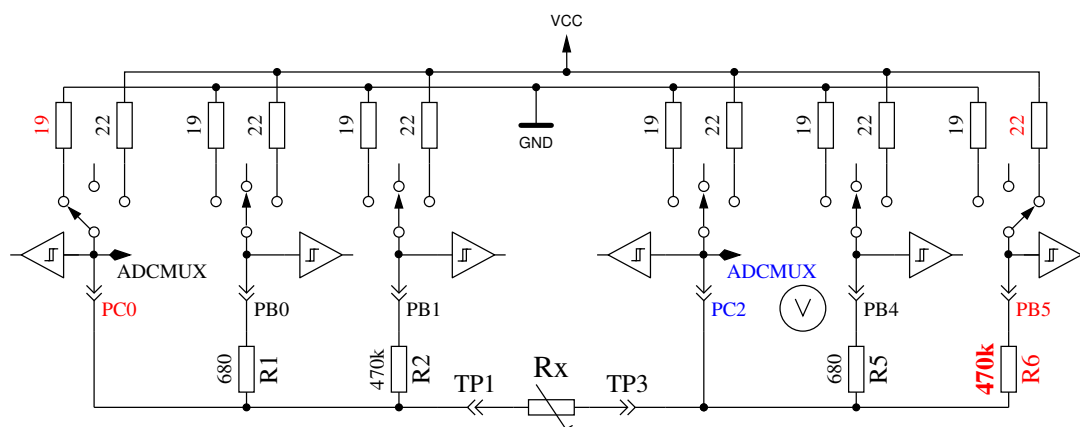 VCC
19 22 19 22 19 22 19 22 19 22 19 22
GND
ADCMUX ADCMUX
PC0 PB0 PB1 PC2 V PB4 PB5
680 R1 470k R2 680 R5 470k R6
TP1 Rx TP3